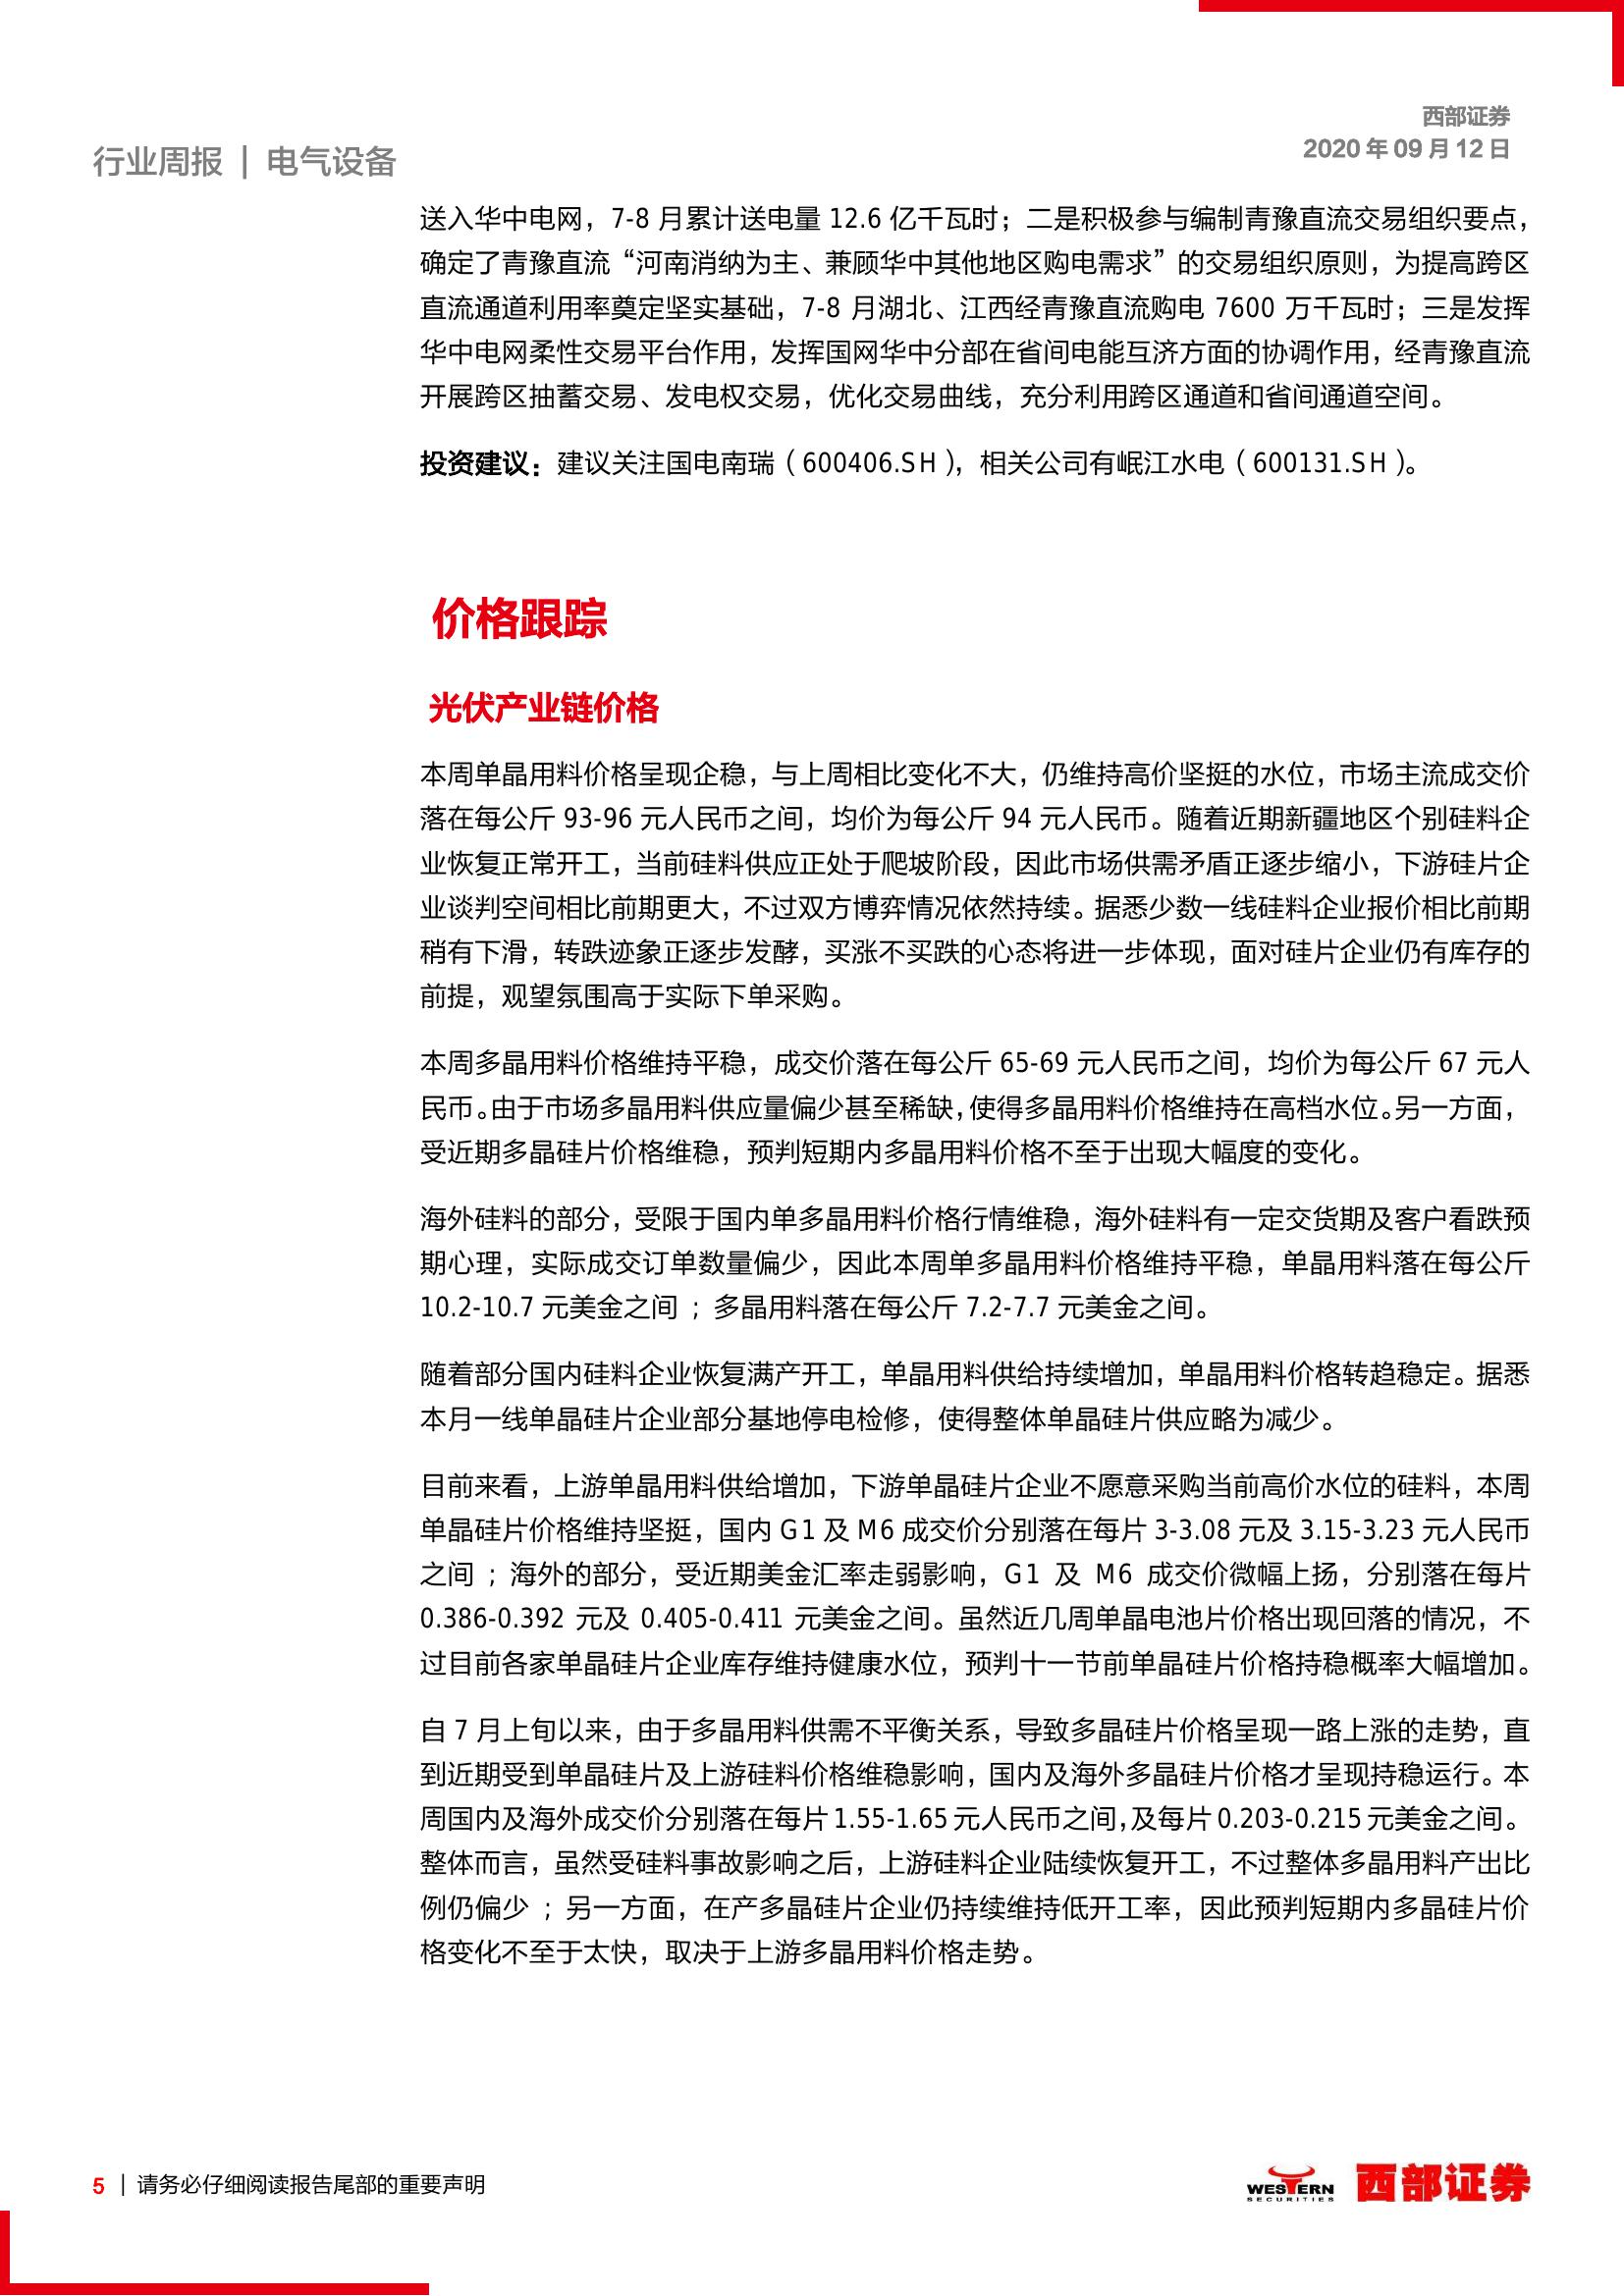 西部证券
2020 年 09 月 12 日
行业周报 | 电气设备
送入华中电网，7-8 月累计送电量 12.6 亿千瓦时；二是积极参与编制青豫直流交易组织要点，
确定了青豫直流“河南消纳为主、兼顾华中其他地区购电需求”的交易组织原则，为提高跨区
直流通道利用率奠定坚实基础，7-8 月湖北、江西经青豫直流购电 7600 万千瓦时；三是发挥
华中电网柔性交易平台作用，发挥国网华中分部在省间电能互济方面的协调作用，经青豫直流
开展跨区抽蓄交易、发电权交易，优化交易曲线，充分利用跨区通道和省间通道空间。
投资建议：建议关注国电南瑞（600406.SH），相关公司有岷江水电（600131.SH）。
价格跟踪
光伏产业链价格
本周单晶用料价格呈现企稳，与上周相比变化不大，仍维持高价坚挺的水位，市场主流成交价
落在每公斤 93-96 元人民币之间，均价为每公斤 94 元人民币。随着近期新疆地区个别硅料企
业恢复正常开工，当前硅料供应正处于爬坡阶段，因此市场供需矛盾正逐步缩小，下游硅片企
业谈判空间相比前期更大，不过双方博弈情况依然持续。据悉少数一线硅料企业报价相比前期
稍有下滑，转跌迹象正逐步发酵，买涨不买跌的心态将进一步体现，面对硅片企业仍有库存的
前提，观望氛围高于实际下单采购。
本周多晶用料价格维持平稳，成交价落在每公斤 65-69 元人民币之间，均价为每公斤 67 元人
民币。由于市场多晶用料供应量偏少甚至稀缺，使得多晶用料价格维持在高档水位。另一方面，
受近期多晶硅片价格维稳，预判短期内多晶用料价格不至于出现大幅度的变化。
海外硅料的部分，受限于国内单多晶用料价格行情维稳，海外硅料有一定交货期及客户看跌预
期心理，实际成交订单数量偏少，因此本周单多晶用料价格维持平稳，单晶用料落在每公斤
10.2-10.7 元美金之间 ; 多晶用料落在每公斤 7.2-7.7 元美金之间。
随着部分国内硅料企业恢复满产开工，单晶用料供给持续增加，单晶用料价格转趋稳定。据悉
本月一线单晶硅片企业部分基地停电检修，使得整体单晶硅片供应略为减少。
目前来看，上游单晶用料供给增加，下游单晶硅片企业不愿意采购当前高价水位的硅料，本周
单晶硅片价格维持坚挺，国内 G1 及 M6 成交价分别落在每片 3-3.08 元及 3.15-3.23 元人民币
之间 ; 海外的部分，受近期美金汇率走弱影响，G1 及 M6 成交价微幅上扬，分别落在每片
0.386-0.392 元及 0.405-0.411 元美金之间。虽然近几周单晶电池片价格出现回落的情况，不
过目前各家单晶硅片企业库存维持健康水位，预判十一节前单晶硅片价格持稳概率大幅增加。
自 7 月上旬以来，由于多晶用料供需不平衡关系，导致多晶硅片价格呈现一路上涨的走势，直
到近期受到单晶硅片及上游硅料价格维稳影响，国内及海外多晶硅片价格才呈现持稳运行。本
周国内及海外成交价分别落在每片 1.55-1.65 元人民币之间，及每片 0.203-0.215 元美金之间。
整体而言，虽然受硅料事故影响之后，上游硅料企业陆续恢复开工，不过整体多晶用料产出比
例仍偏少 ; 另一方面，在产多晶硅片企业仍持续维持低开工率，因此预判短期内多晶硅片价
格变化不至于太快，取决于上游多晶用料价格走势。
5 | 请务必仔细阅读报告尾部的重要声明
WESTERN
SECURITIES
西部证券